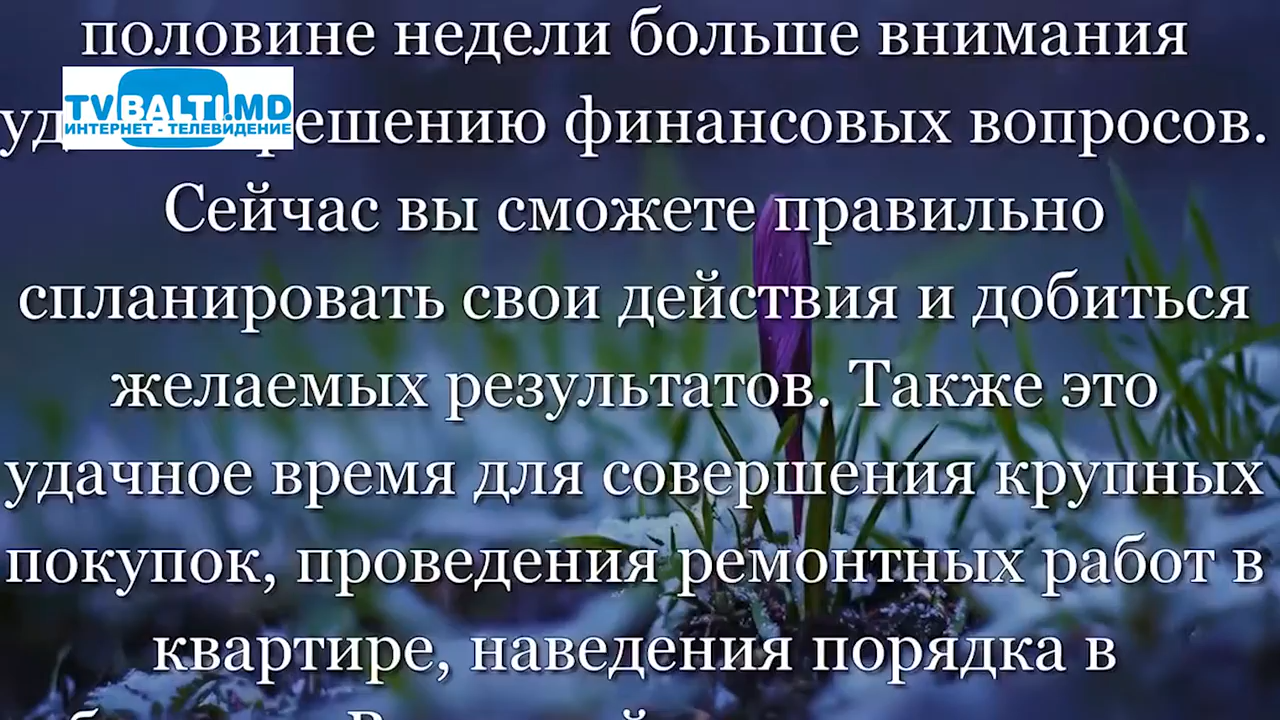 половине недели больше внимания
TVBALTI.MD
ИНТЕРНЕТ - ТЕЛЕВИДЕНИЕ
финансовых вопросов.
Сейчас вы сможете правильно
спланировать свои действия и добиться
желаемых результатов. Также это
удачное время для совершения крупных
покупок, проведения ремонтных работ в
квартире, наведения порядка в